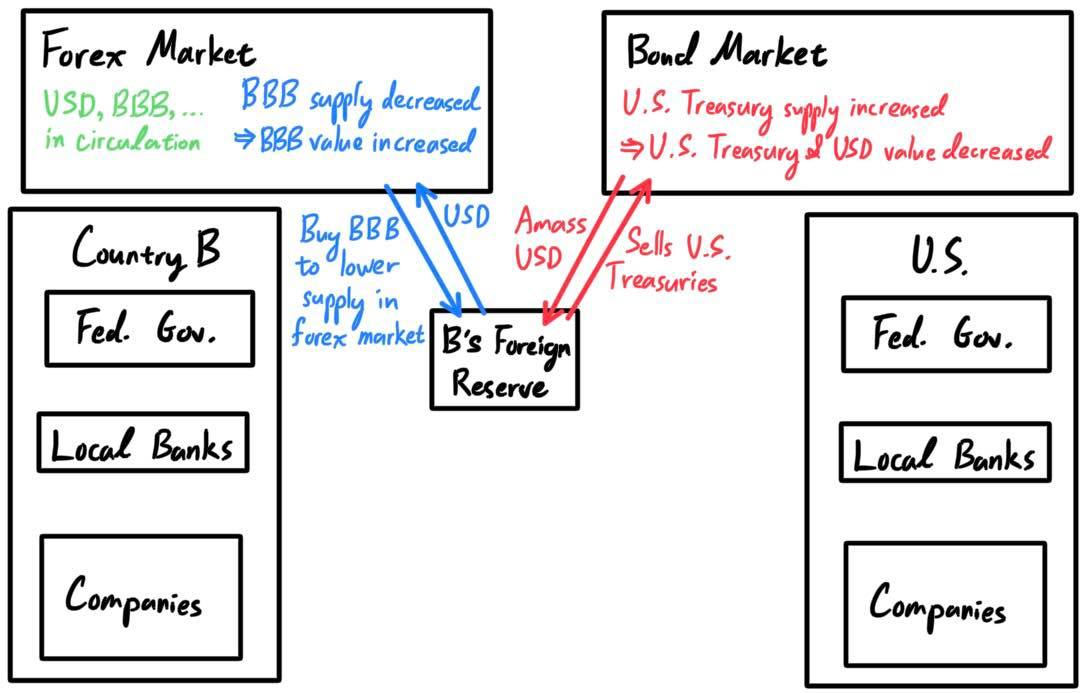 Forex Market
USD, BBB, ...
in circulation
BBB supply decreased
⇒ BBB value increased
Bond Market
U.S. Treasury supply increased
⇒ U.S. Treasury & USD value decreased
Buy BBB
to lower
supply in
forex market
USD
Amass
USD
Sells U.S.
Treasuries
B's Foreign
Reserve
Country B
Fed. Gov.
Local Banks
Companies
U.S.
Fed. Gov.
Local Banks
Companies